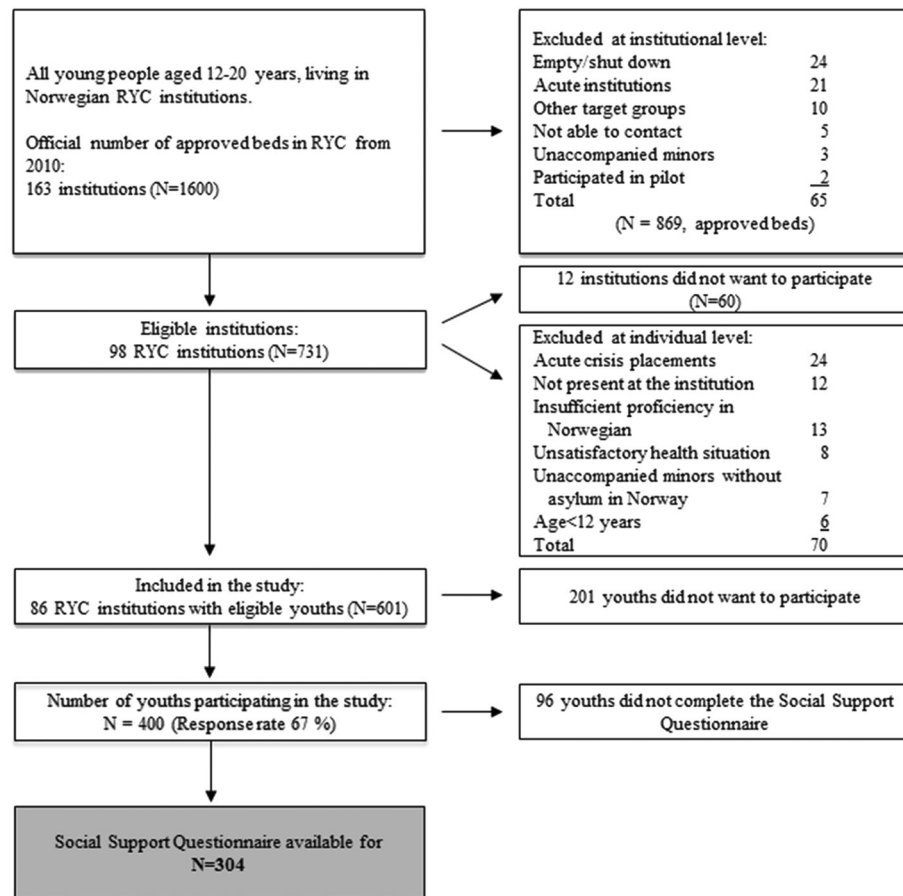 All young people aged 12-20 years, living in
Norwegian RYC institutions.
Official number of approved beds in RYC from
2010:
163 institutions (N=1600)
Excluded at institutional level:
Empty/shut down 24
Acute institutions 21
Other target groups 10
Not able to contact 5
Unaccompanied minors 3
Participated in pilot 2
Total 65
(N = 869, approved beds)
12 institutions did not want to participate
(N=60)
Eligible institutions:
98 RYC institutions (N=731)
Excluded at individual level:
Acute crisis placements 24
Not present at the institution 12
Insufficient proficiency in
Norwegian 13
Unsatisfactory health situation 8
Unaccompanied minors without
asylum in Norway 7
Age<12 years 6
Total 70
Included in the study:
86 RYC institutions with eligible youths (N=601)
201 youths did not want to participate
Number of youths participating in the study:
N = 400 (Response rate 67 %)
96 youths did not complete the Social Support
Questionnaire
Social Support Questionnaire available for
N=304